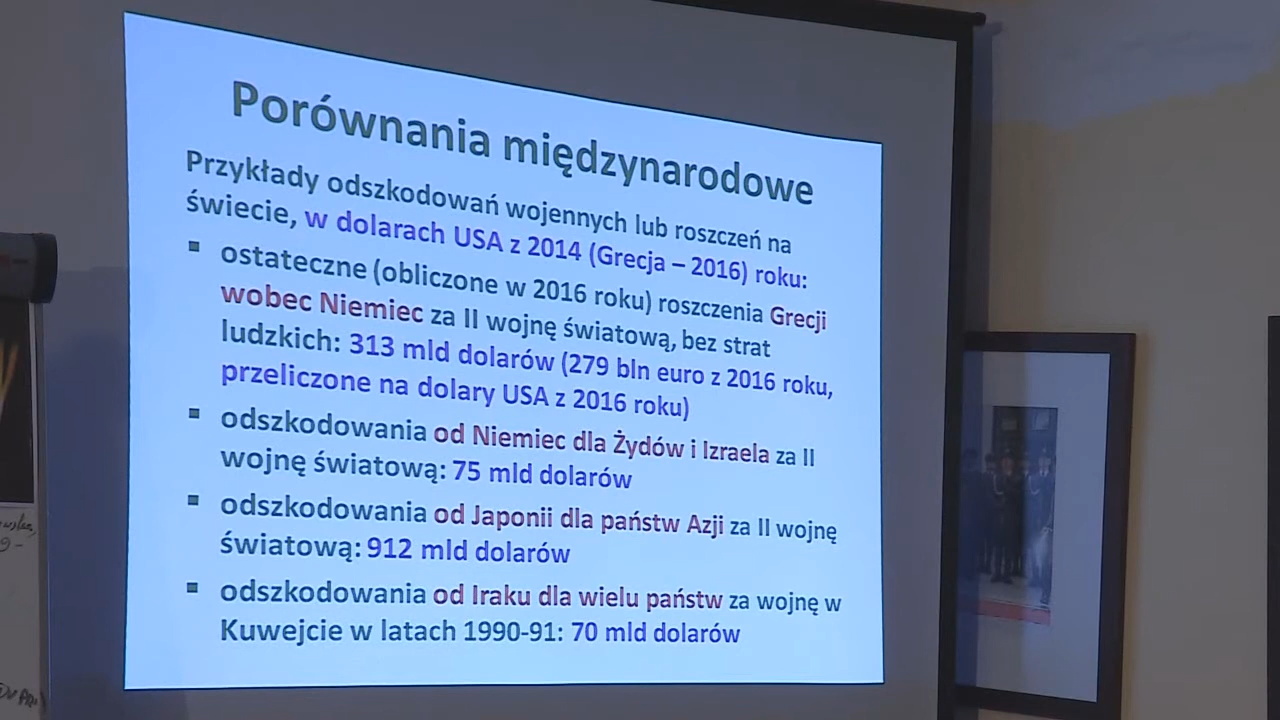 Porównania międzynarodowe
Przykłady odszkodowań wojennych lub roszczeń na
świecie, w dolarach USA z 2014 (Grecja – 2016) roku:
▪ ostateczne (obliczone w 2016 roku) roszczenia Grecji
wobec Niemiec za II wojnę światową, bez strat
ludzkich: 313 mld dolarów (279 bln euro z 2016 roku,
przeliczone na dolary USA z 2016 roku)
▪ odszkodowania od Niemiec dla Żydów i Izraela za II
wojnę światową: 75 mld dolarów
▪ odszkodowania od Japonii dla państw Azji za II wojnę
światową: 912 mld dolarów
▪ odszkodowania od Iraku dla wielu państw za wojnę w
Kuwejcie w latach 1990-91: 70 mld dolarów